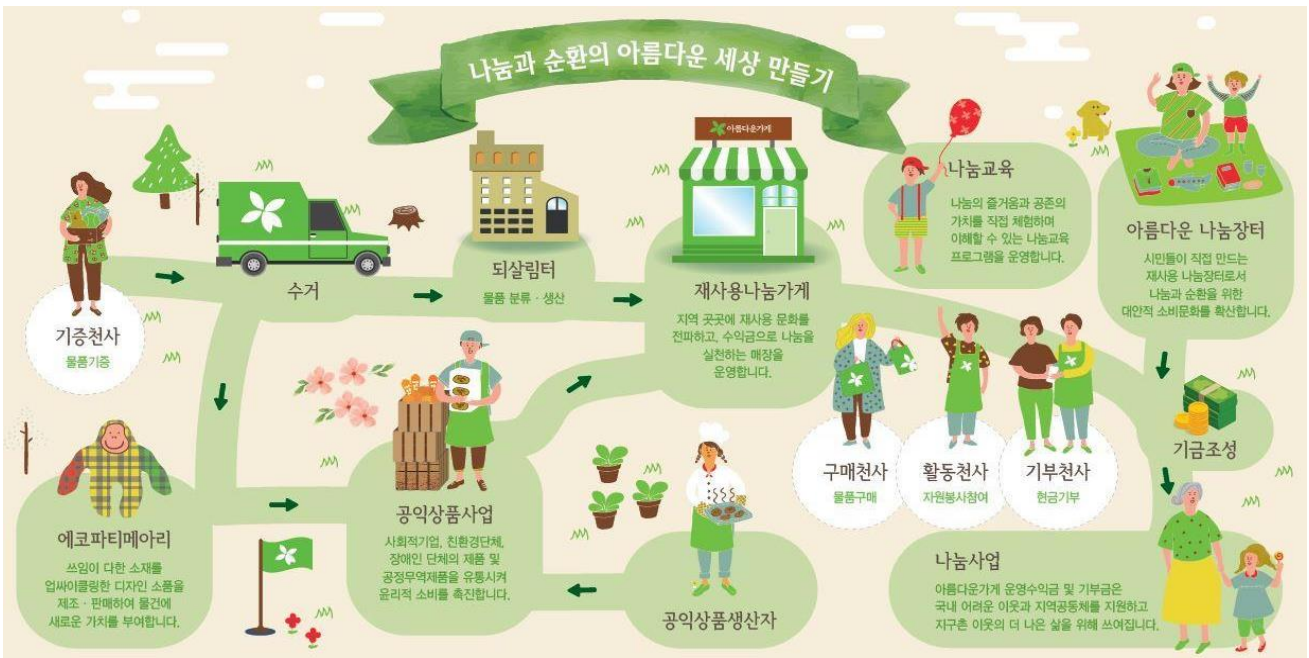 나눔과 순환의 아름다운 세상 만들기
아름다운가게
기증천사
물품기증
수거
되살림터
물품 분류 · 생산
재사용나눔가게
지역 곳곳에 재사용 문화를
전파하고, 수익금으로 나눔을
실천하는 매장을
운영합니다.
나눔교육
나눔의 즐거움과 공존의
가치를 직접 체험하며
이해할 수 있는 나눔교육
프로그램을 운영합니다.
아름다운 나눔장터
시민들이 직접 만드는
재사용 나눔장터로서
나눔과 순환을 위한
대안적 소비문화를 확산합니다.
구매천사
물품구매
활동천사
자원봉사참여
기부천사
현금기부
기금조성
에코파티메아리
쓰임이 다한 소재를
업싸이클링한 디자인 소품을
제조 · 판매하여 물건에
새로운 가치를 부여합니다.
공익상품사업
사회적기업, 친환경단체,
장애인 단체의 제품 및
공정무역제품을 유통시켜
윤리적 소비를 촉진합니다.
공익상품생산자
나눔사업
아름다운가게 운영수익금 및 기부금은
국내 어려운 이웃과 지역공동체를 지원하고
지구촌 이웃의 더 나은 삶을 위해 쓰여집니다.